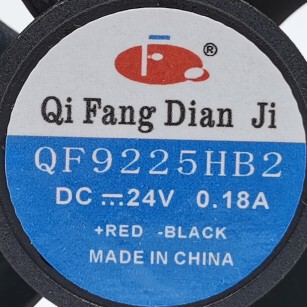 ®
Qi Fang Dian Ji
QF9225HB2
DC ⎓24V 0.18A
+RED -BLACK
MADE IN CHINA